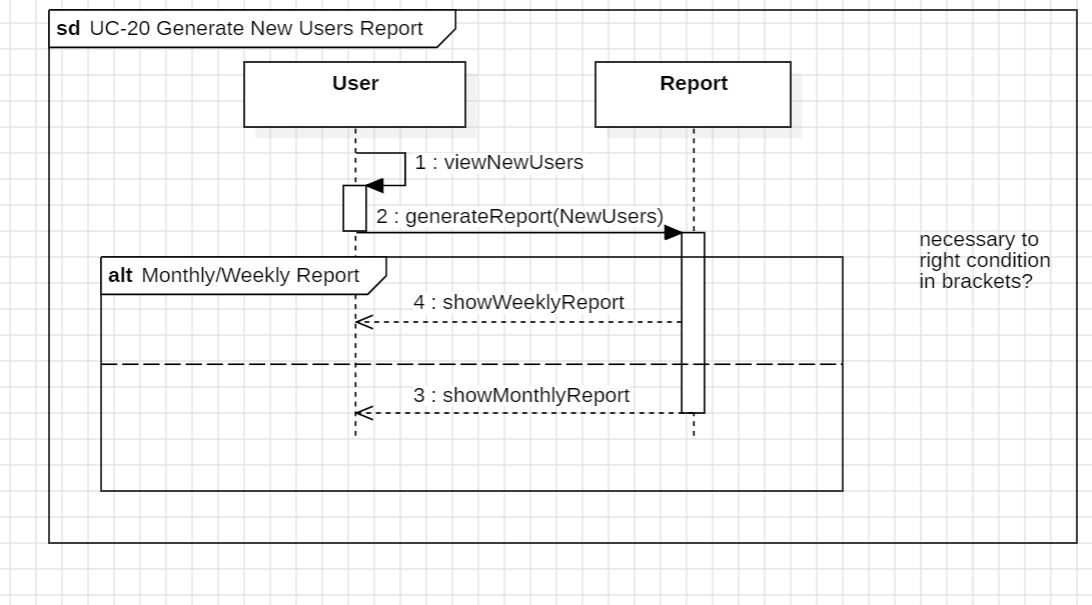 sd UC-20 Generate New Users Report
User
Report
1 : viewNewUsers
2 : generateReport(NewUsers)
necessary to
right condition
in brackets?
alt Monthly/Weekly Report
4 : showWeeklyReport
3 : showMonthlyReport